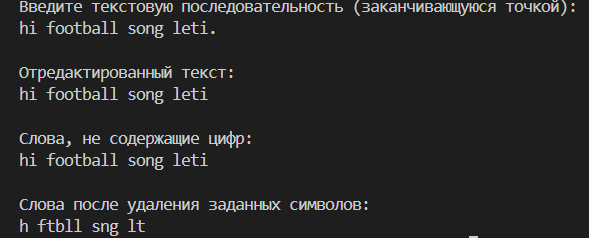 Введите текстовую последовательность (заканчивающуюся точкой):
hi football song leti.
Отредактированный текст:
hi football song leti
Слова, не содержащие цифр:
hi football song leti
Слова после удаления заданных символов:
h ftbll sng lt